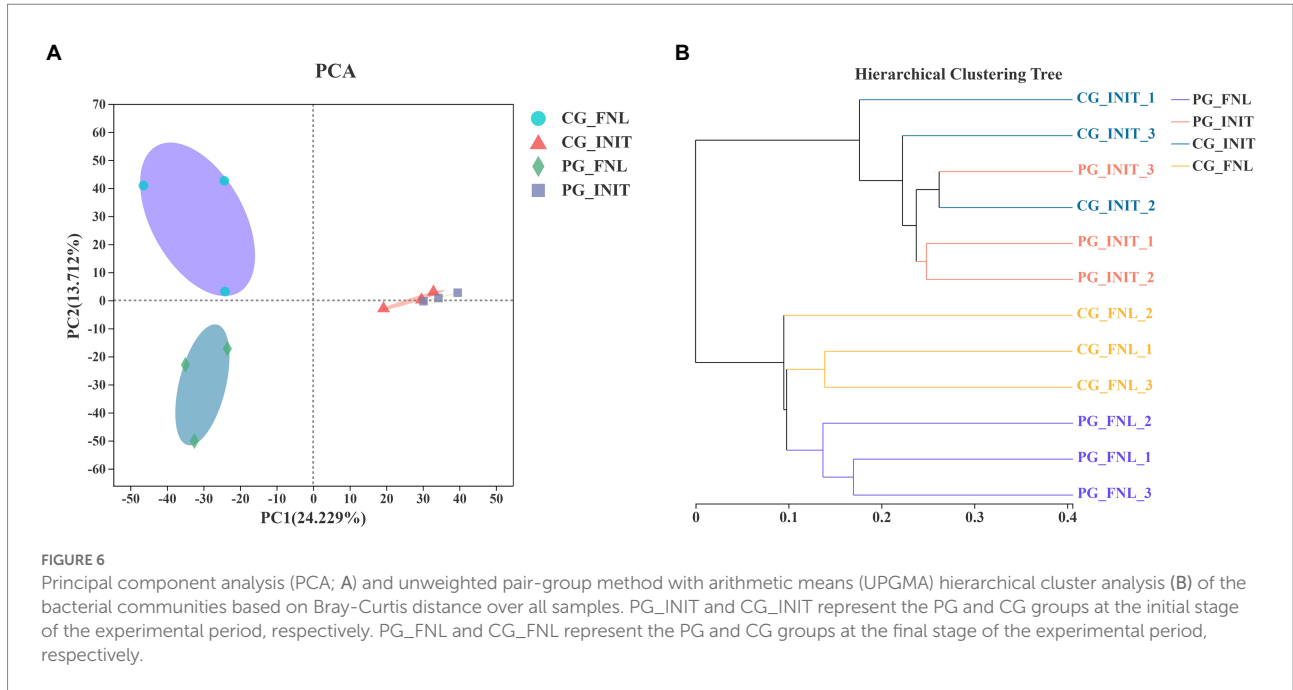 A
PCA
70
60
50
40
30
20
10
0
-10
-20
-30
-40
-50
-60
PC2(13.712%)
-50 -40 -30 -20 -10 0 20 30 40 50
PC1(24.229%)
CG_FNL
CG_INIT
PG_FNL
PG_INIT
B
Hierarchical Clustering Tree
CG_INIT_1
CG_INIT_3
PG_INIT_3
CG_INIT_2
PG_INIT_1
PG_INIT_2
CG_FNL_2
CG_FNL_1
CG_FNL_3
PG_FNL_2
PG_FNL_1
PG_FNL_3
0 0.1 0.2 0.3 0.4
PG_FNL
PG_INIT
CG_INIT
CG_FNL
FIGURE 6
Principal component analysis (PCA; A) and unweighted pair-group method with arithmetic means (UPGMA) hierarchical cluster analysis (B) of the
bacterial communities based on Bray-Curtis distance over all samples. PG_INIT and CG_INIT represent the PG and CG groups at the initial stage
of the experimental period, respectively. PG_FNL and CG_FNL represent the PG and CG groups at the final stage of the experimental period,
respectively.